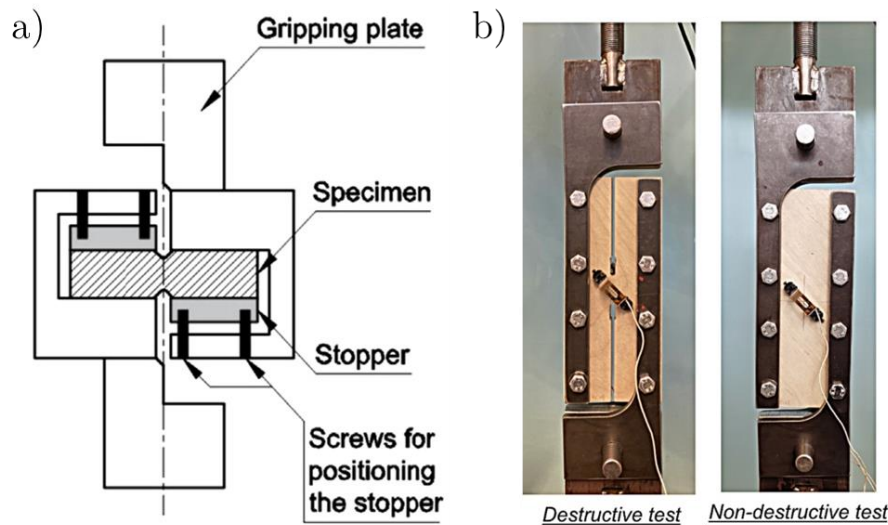 a)
Gripping plate
Specimen
Stopper
Screws for
positioning
the stopper
b)
Destructive test
Non-destructive test